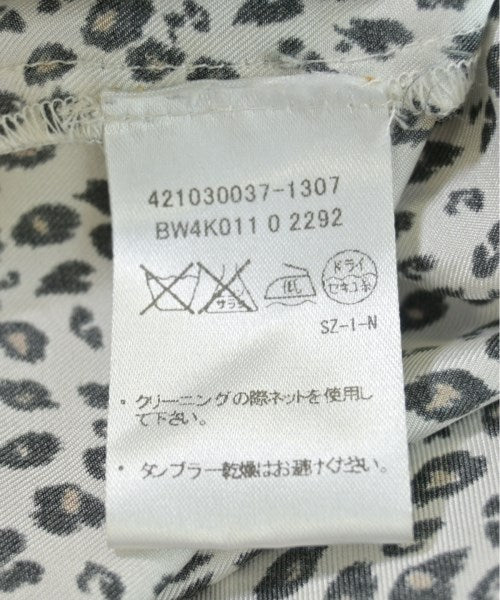 421030037-1307
BW4K011 0 2292
サラシ 低 ドライ
セキユ系
SZ-1-N
・クリーニングの際ネットを使用し
て下さい。
・タンブラー乾燥はお避けください。